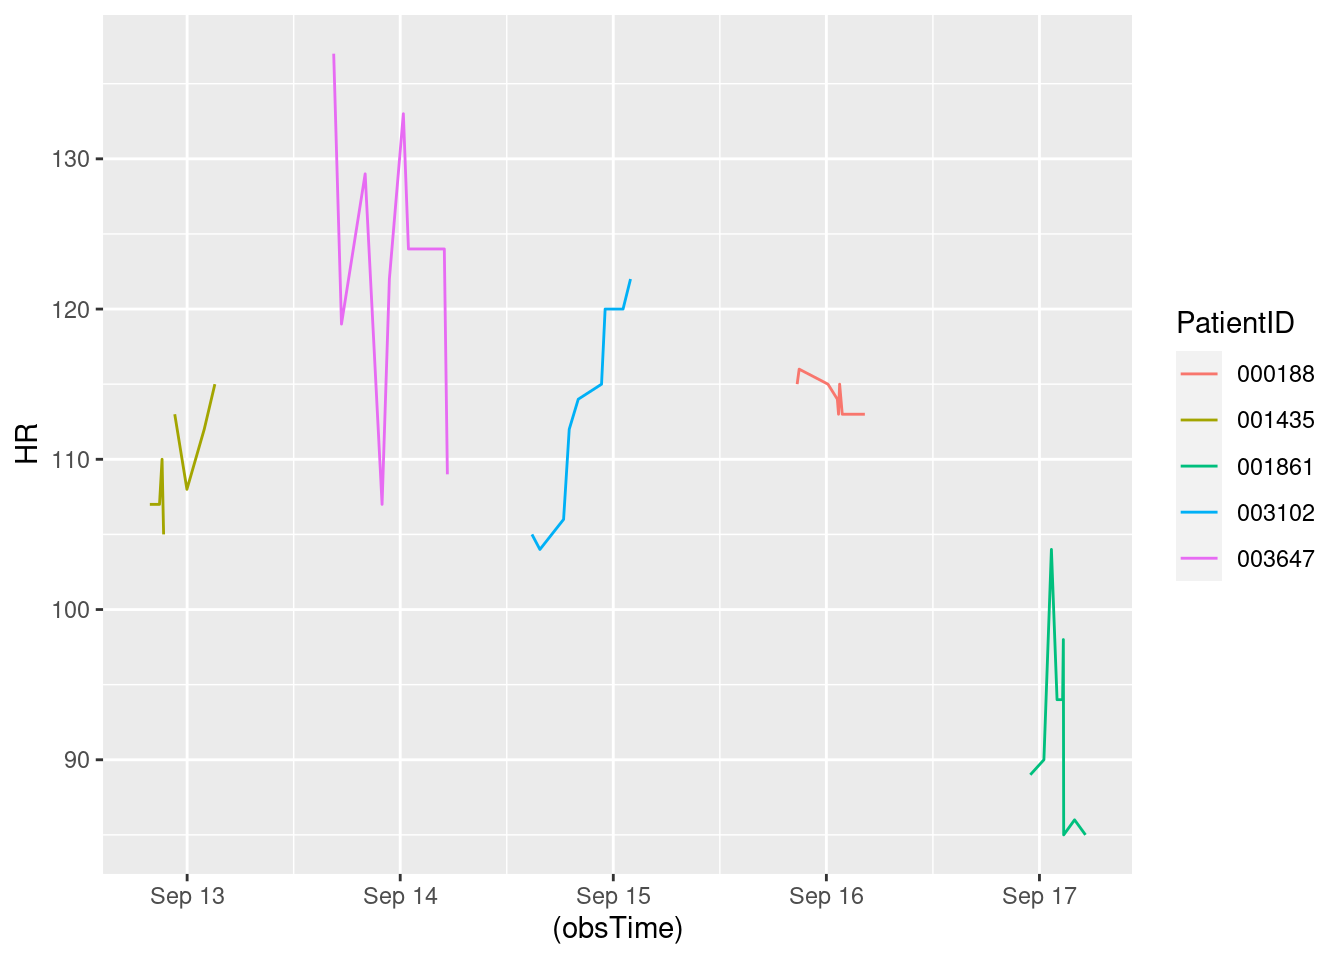 130
120
110
100
90
HR
Sep 13
Sep 14
Sep 15
Sep 16
Sep 17
(obsTime)
PatientID
000188
001435
001861
003102
003647